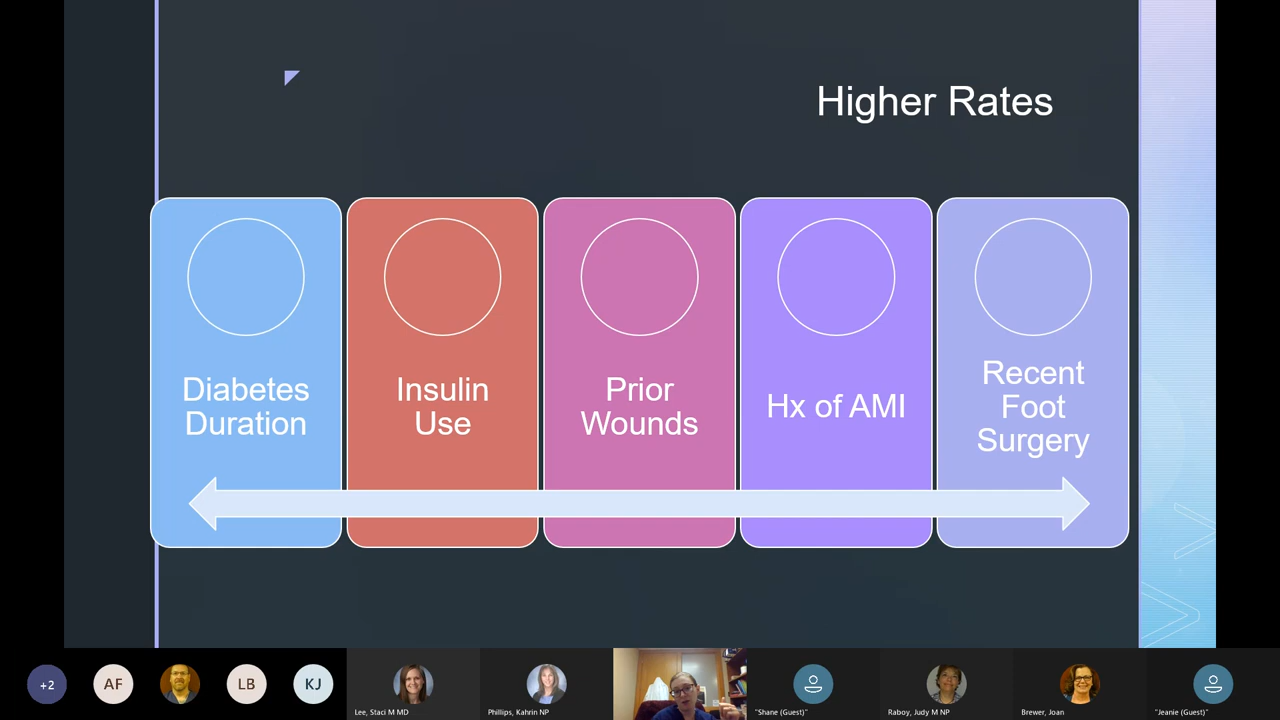 Higher Rates
Diabetes
Duration
Insulin
Use
Prior
Wounds
Hx of AMI
Recent
Foot
Surgery
+2
AF
LB
KJ
Lee, Staci M MD
Phillips, Kahrin NP
"Shane (Guest)"
Raboy, Judy M NP
Brewer, Joan
"Jeanie (Guest)"